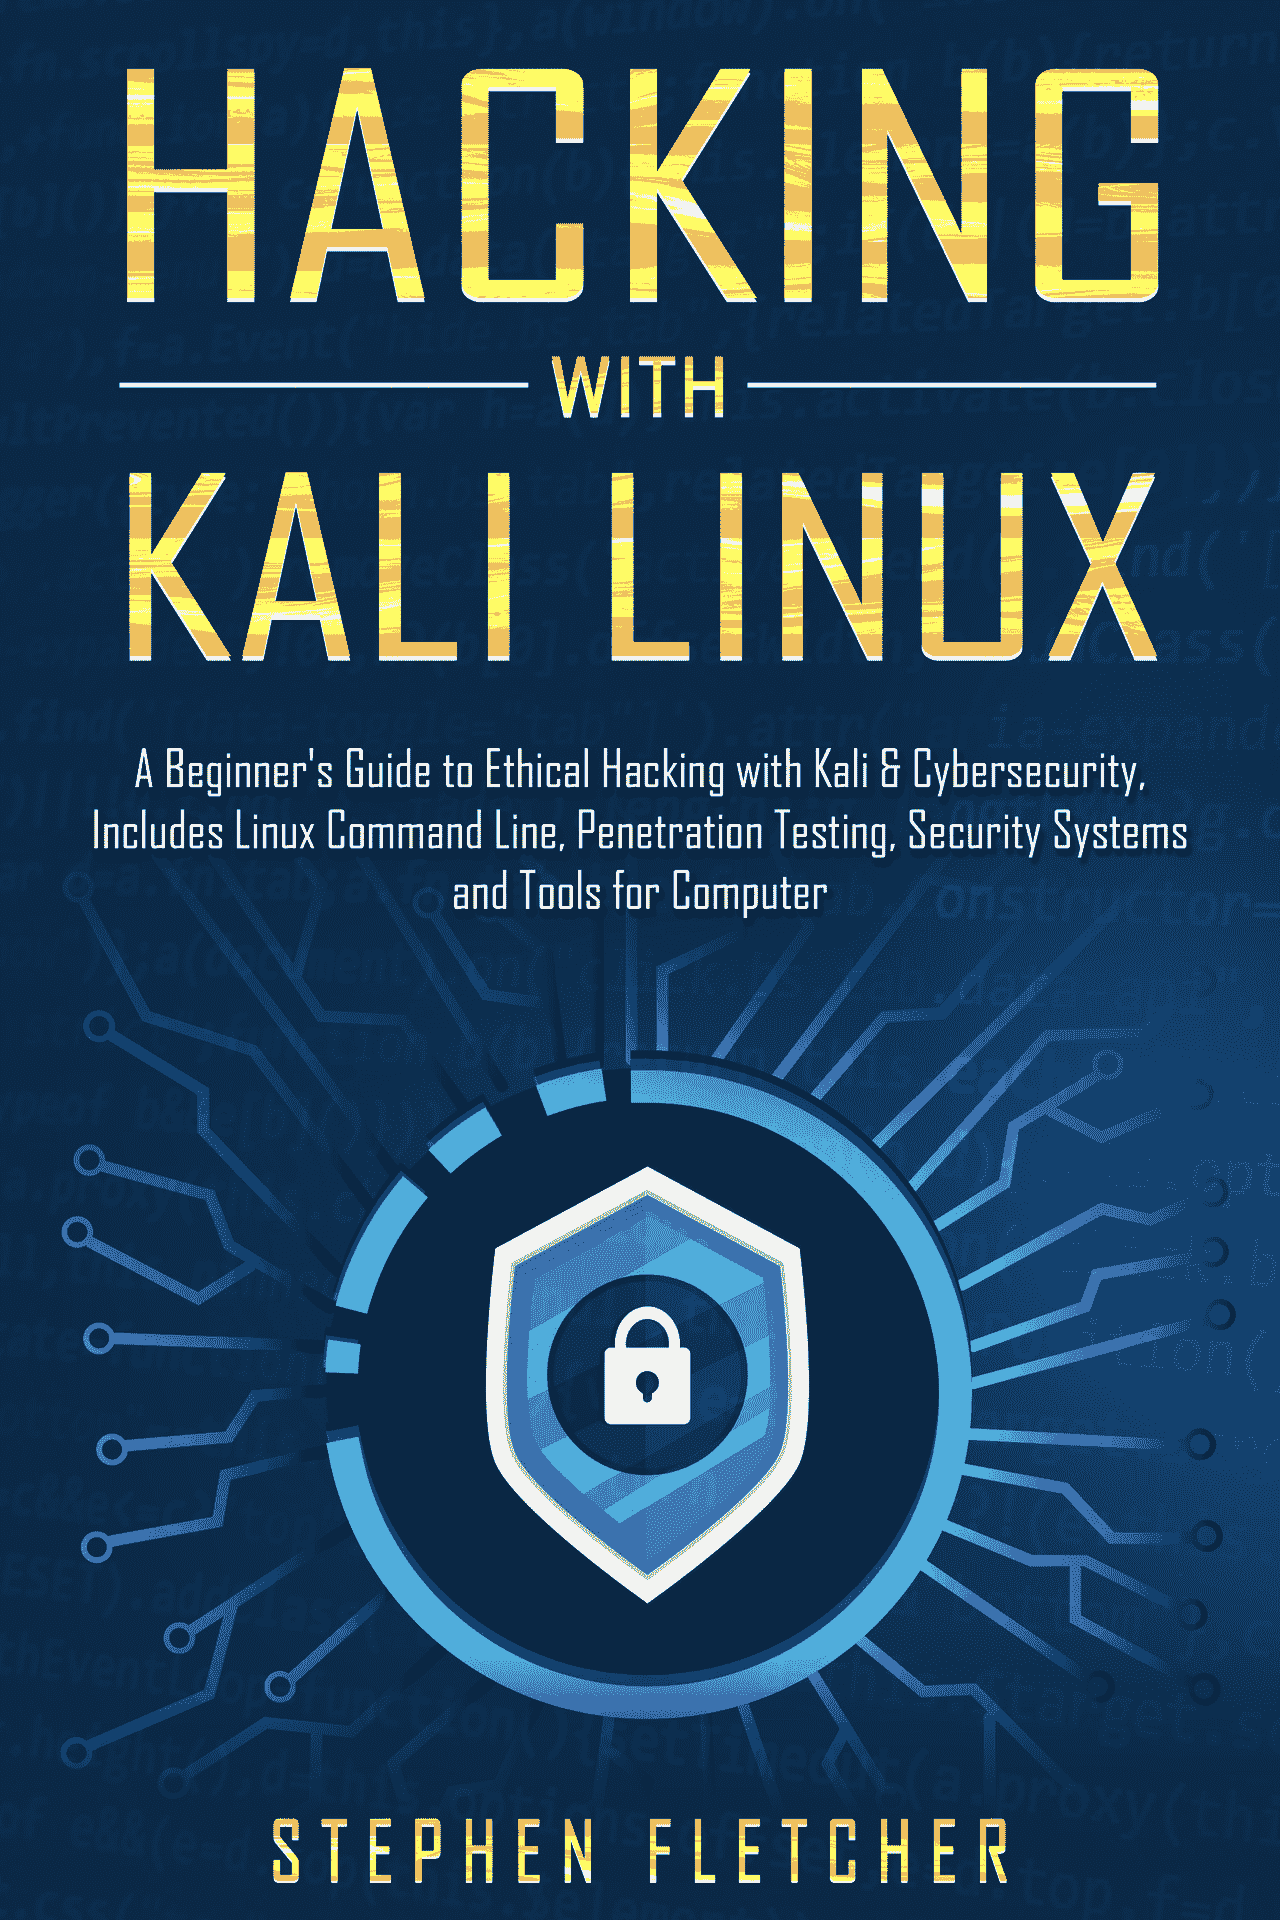 HACKING
WITH
KALI LINUX
A Beginner's Guide to Ethical Hacking with Kali & Cybersecurity,
Includes Linux Command Line, Penetration Testing, Security Systems
and Tools for Computer
STEPHEN FLETCHER